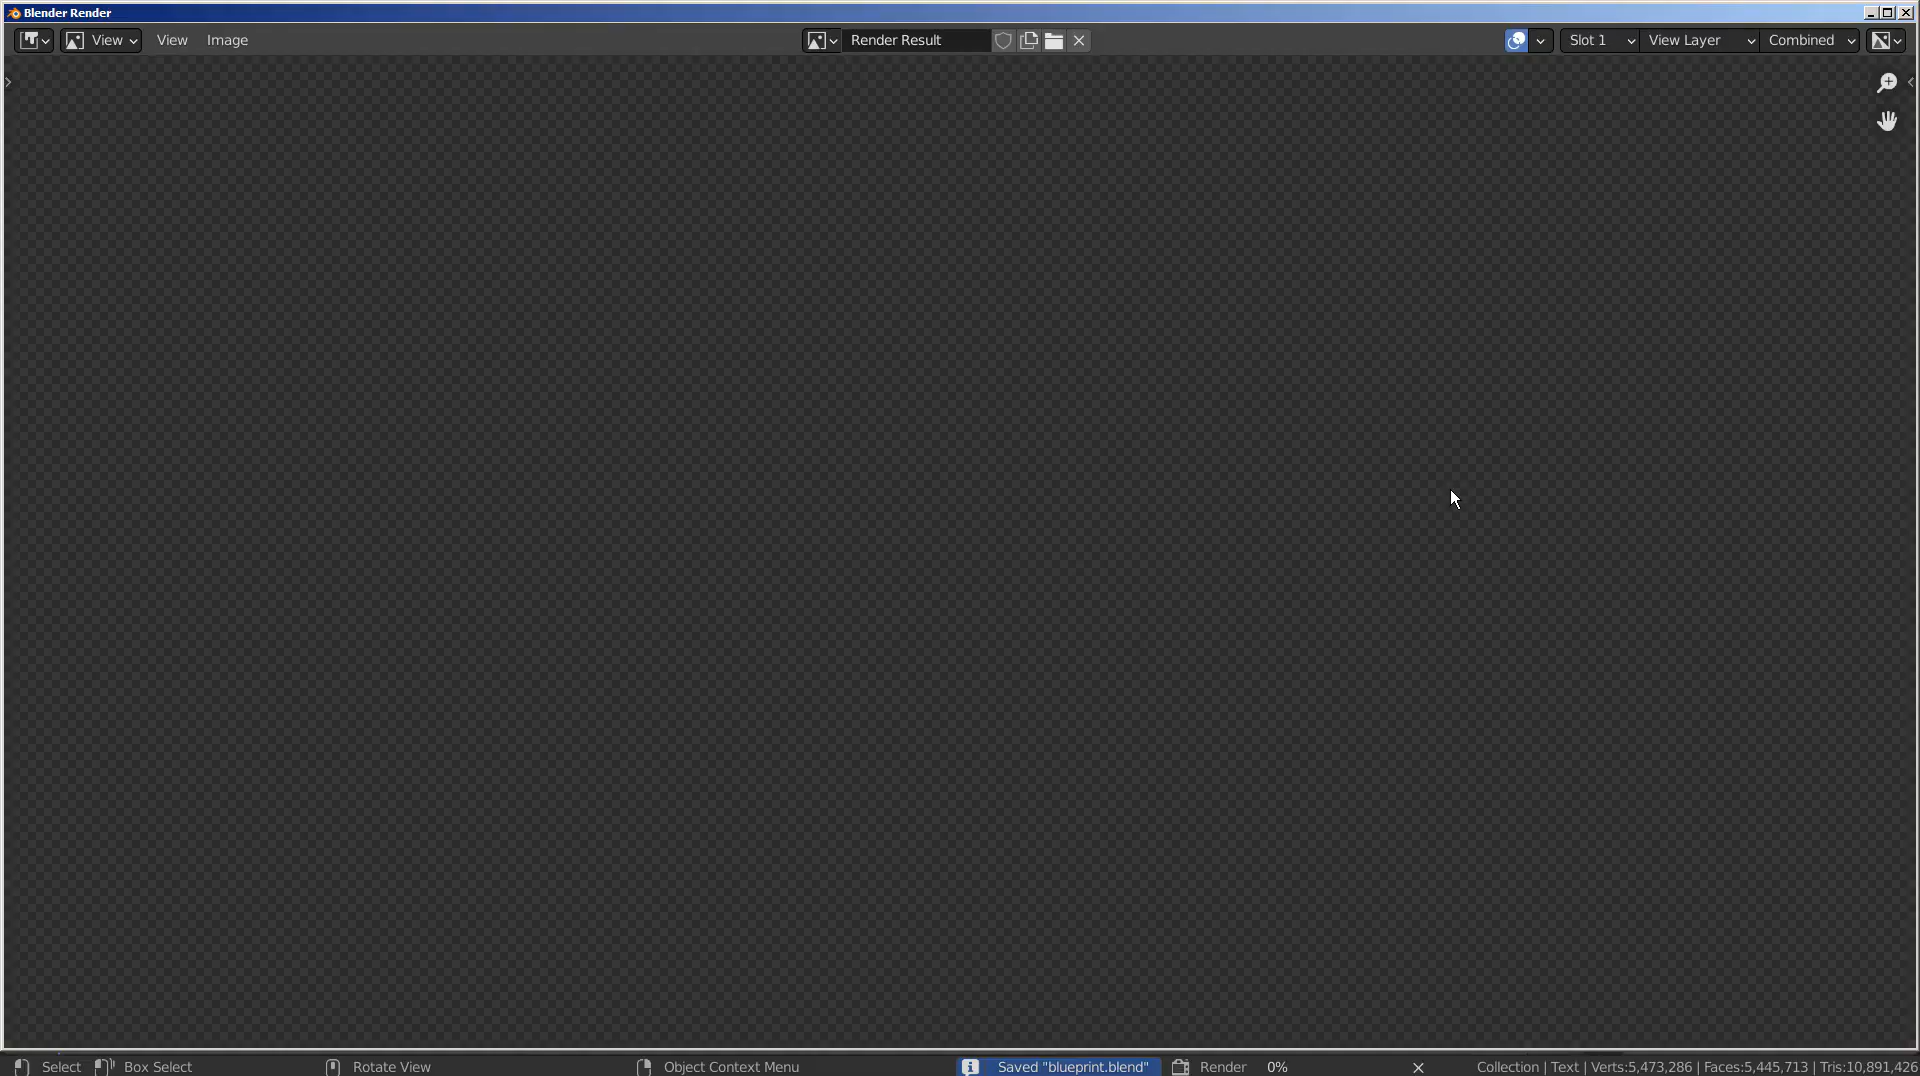 Blender Render
View View Image Render Result Slot 1 View Layer Combined
Select Box Select Rotate View Object Context Menu Saved "blueprint.blend" Render 0% Collection | Text | Verts:5,473,286 | Faces:5,445,713 | Tris:10,891,426